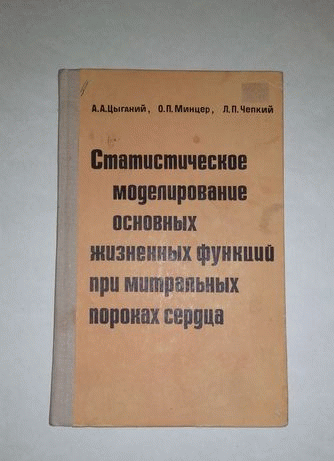 А.А.Цыганий, О.П.Минцер, Л.П.Чепкий
Статистическое
моделирование
основных
жизненных функций
при митральных
пороках сердца